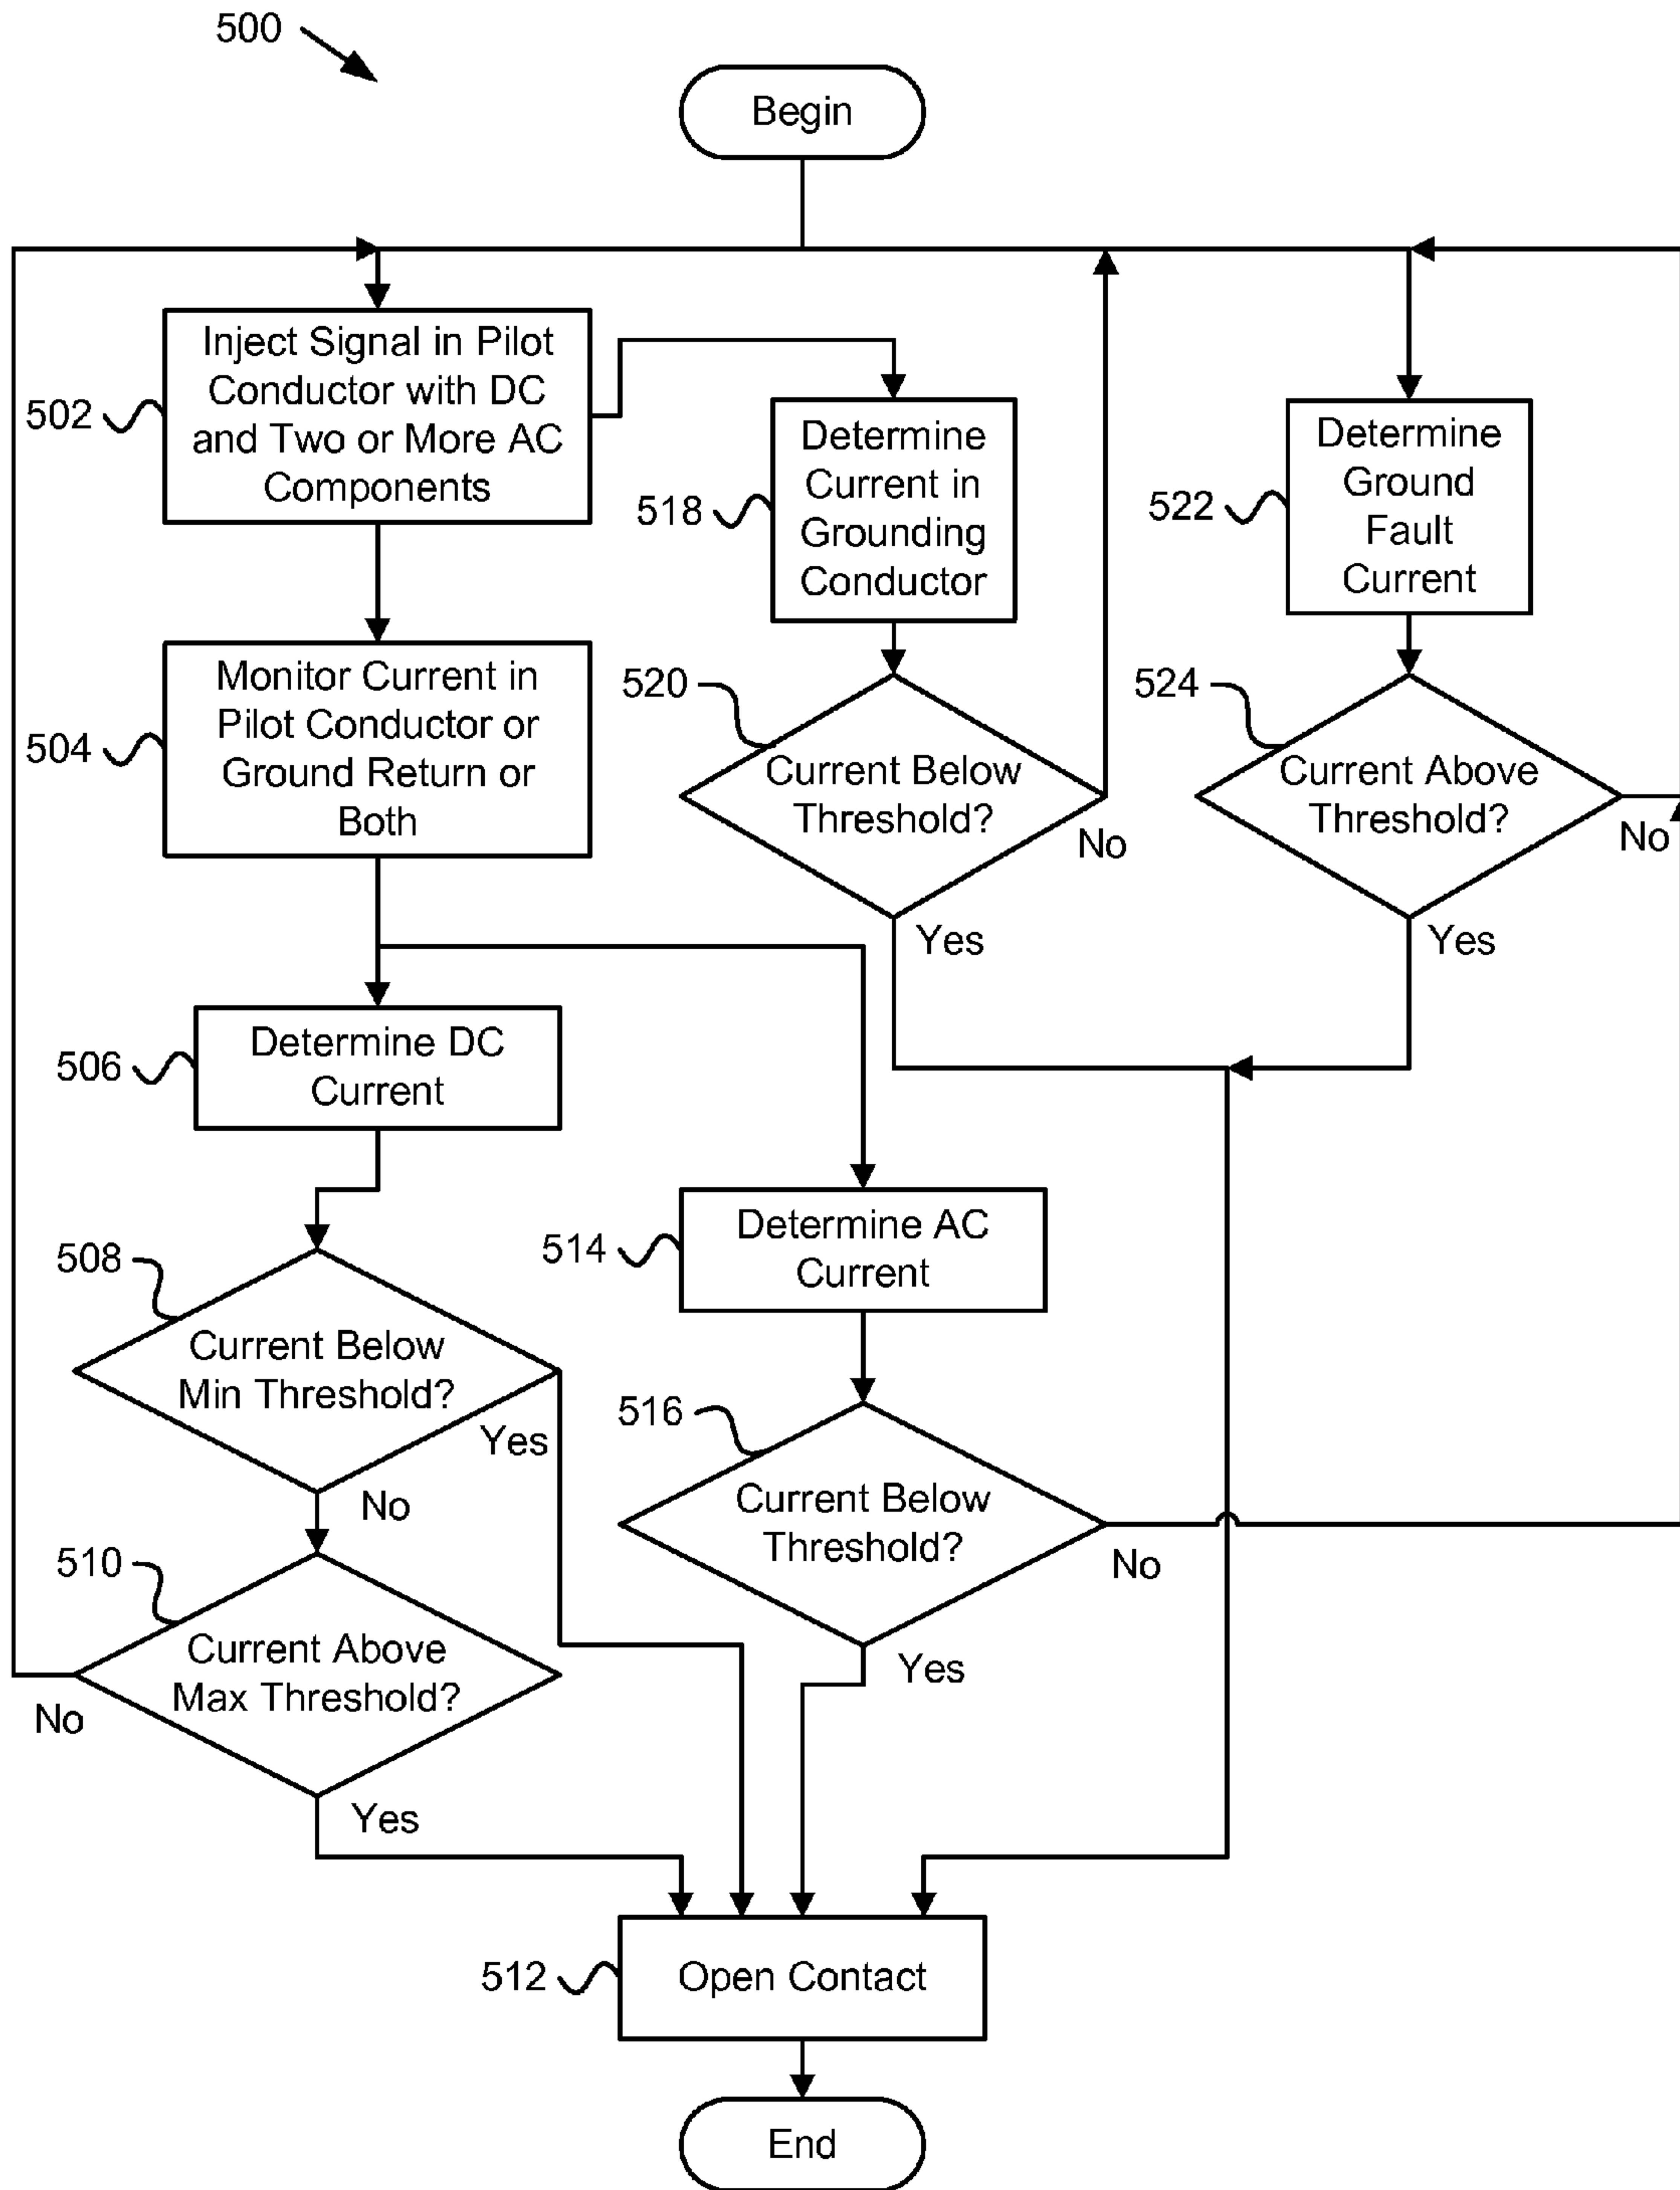 500
Begin
502
Inject Signal in Pilot
Conductor with DC
and Two or More AC
Components
518
Determine
Current in
Grounding
Conductor
522
Determine
Ground
Fault
Current
504
Monitor Current in
Pilot Conductor or
Ground Return or
Both
520
Current Below
Threshold?
No
Yes
524
Current Above
Threshold?
No
Yes
506
Determine DC
Current
514
Determine AC
Current
508
Current Below
Min Threshold?
Yes
No
516
Current Below
Threshold?
No
Yes
510
Current Above
Max Threshold?
No
Yes
512
Open Contact
End